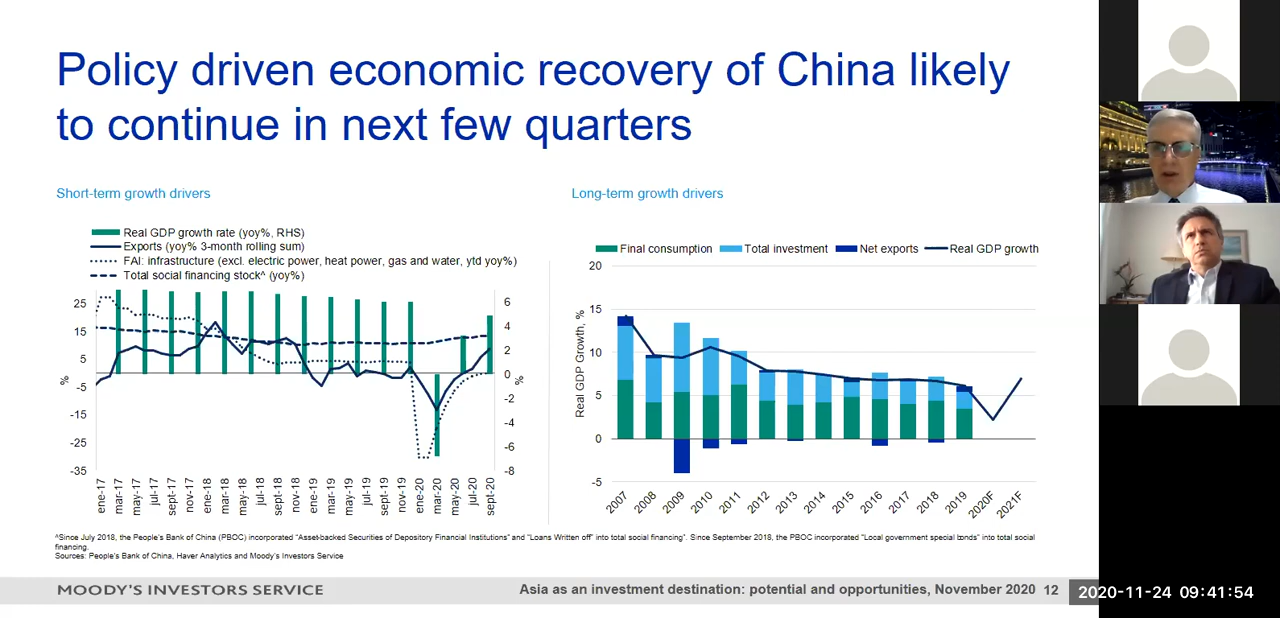 Policy driven economic recovery of China likely
to continue in next few quarters
Short-term growth drivers
Real GDP growth rate (yoy%, RHS)
Exports (yoy% 3-month rolling sum)
FAI: infrastructure (excl. electric power, heat power, gas and water, ytd yoy%)
Total social financing stock^ (yoy%)
25
15
5
-5
-15
-25
-35
%
6
4
2
0
-2
-4
-6
-8
%
ene-17
mar-17
may-17
jul-17
sept-17
nov-17
ene-18
mar-18
may-18
jul-18
sept-18
nov-18
ene-19
mar-19
may-19
jul-19
sept-19
nov-19
ene-20
mar-20
may-20
jul-20
sept-20
Long-term growth drivers
Final consumption
Total investment
Net exports
Real GDP growth
Real GDP Growth, %
20
15
10
5
0
-5
2007
2008
2009
2010
2011
2012
2013
2014
2015
2016
2017
2018
2019
2020F
2021F
^Since July 2018, the People's Bank of China (PBOC) incorporated "Asset-backed Securities of Depository Financial Institutions" and "Loans Written off" into total social financing". Since September 2018, the PBOC incorporated "Local government special bonds" into total social
financing.
Sources: People's Bank of China, Haver Analytics and Moody's Investors Service
MOODY'S INVESTORS SERVICE
Asia as an investment destination: potential and opportunities, November 2020 12
2020-11-24 09:41:54